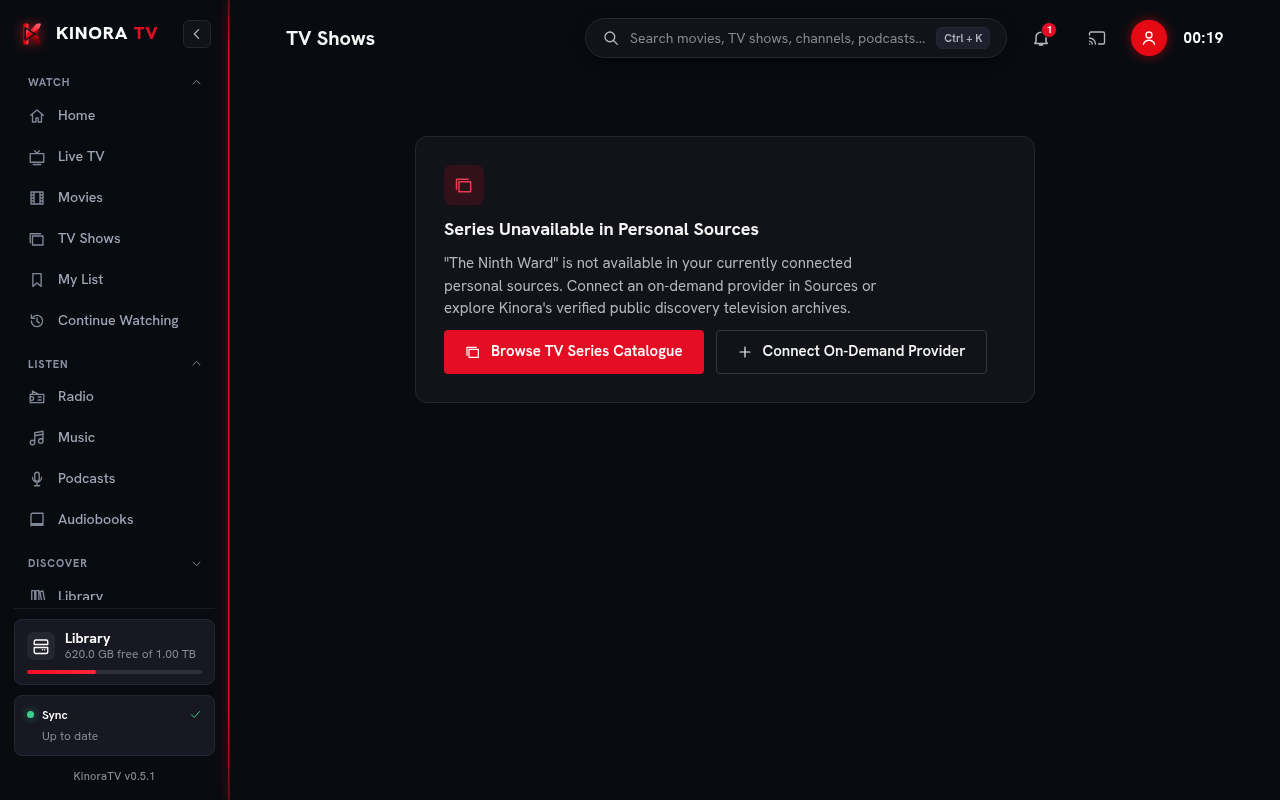 KINORA TV
WATCH
Home
Live TV
Movies
TV Shows
My List
Continue Watching
LISTEN
Radio
Music
Podcasts
Audiobooks
DISCOVER
Library
Library
620.0 GB free of 1.00 TB
Sync
Up to date
KinoraTV v0.5.1
TV Shows
Search movies, TV shows, channels, podcasts...
Ctrl + K
1
00:19
Series Unavailable in Personal Sources
"The Ninth Ward" is not available in your currently connected
personal sources. Connect an on-demand provider in Sources or
explore Kinora's verified public discovery television archives.
Browse TV Series Catalogue
Connect On-Demand Provider